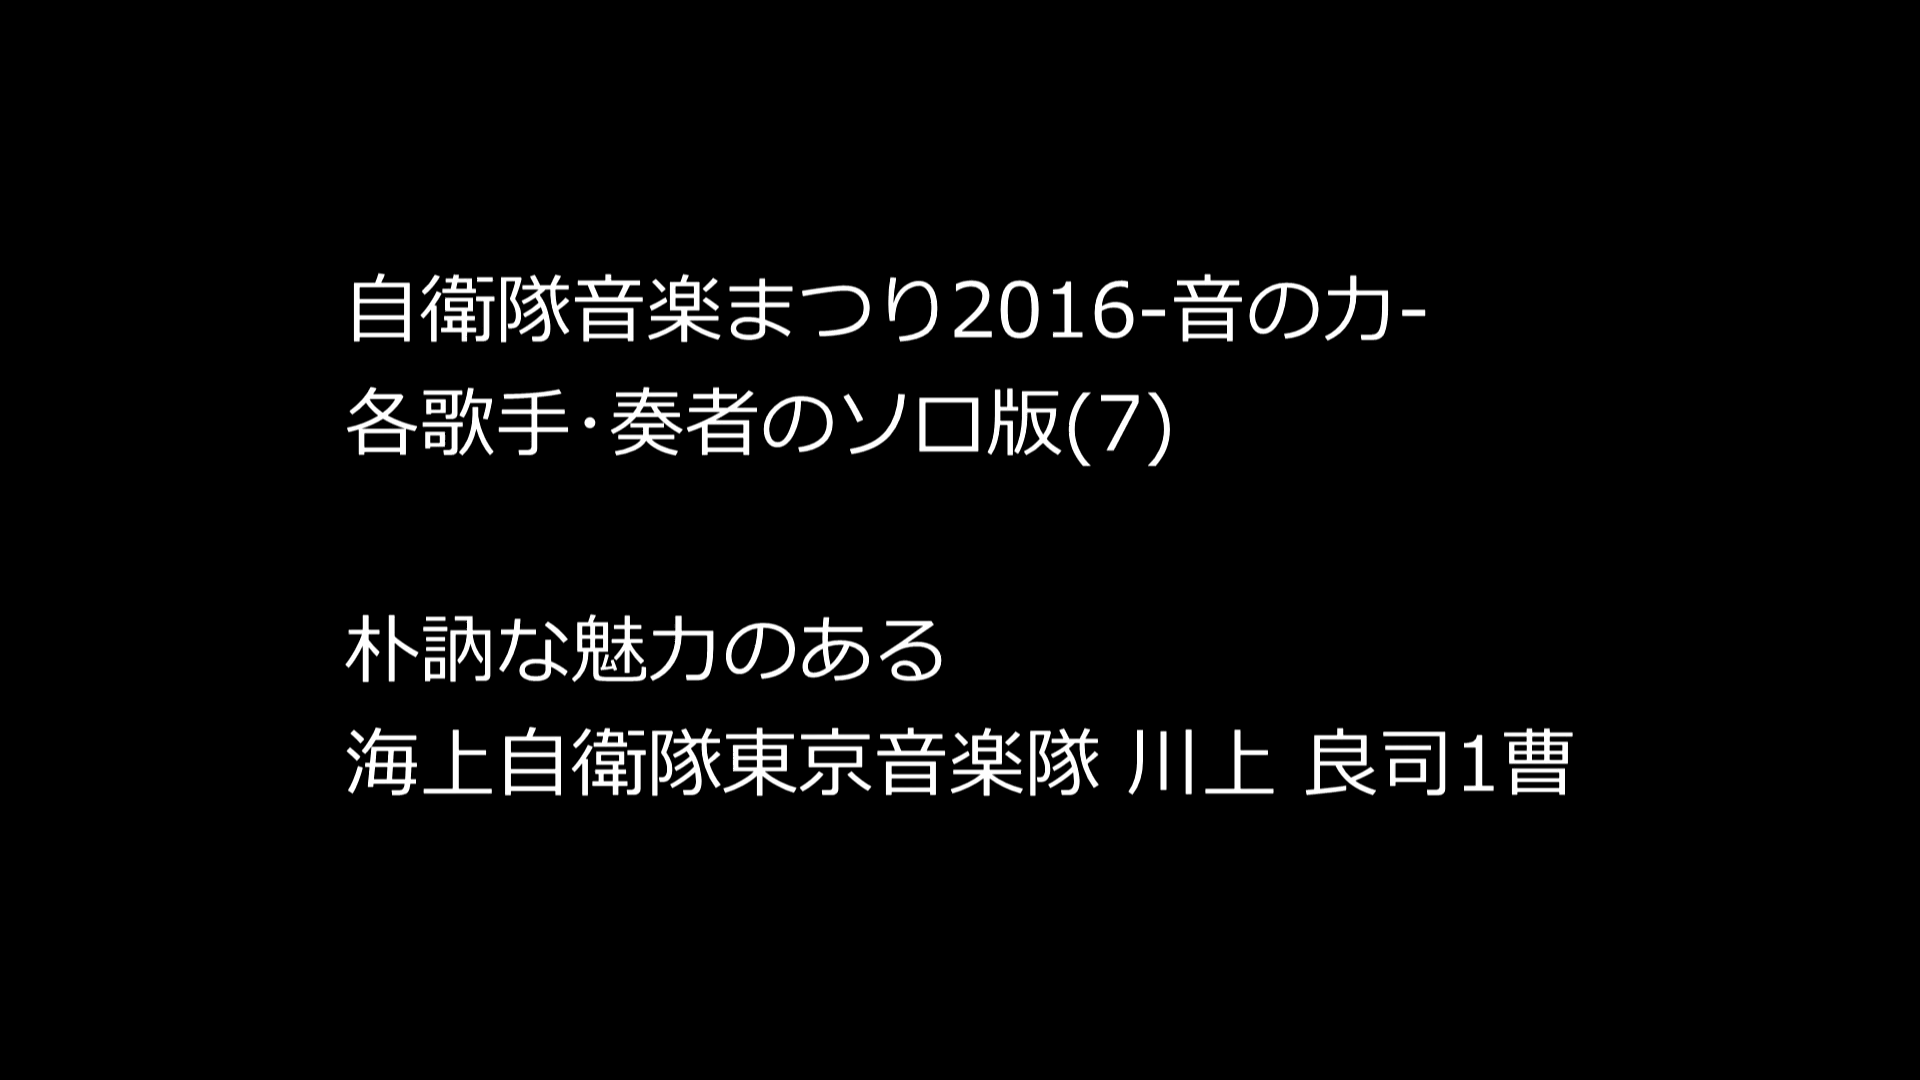 自衛隊音楽まつり2016-音の力-
各歌手･奏者のソロ版(7)
朴訥な魅力のある
海上自衛隊東京音楽隊 川上 良司1曹